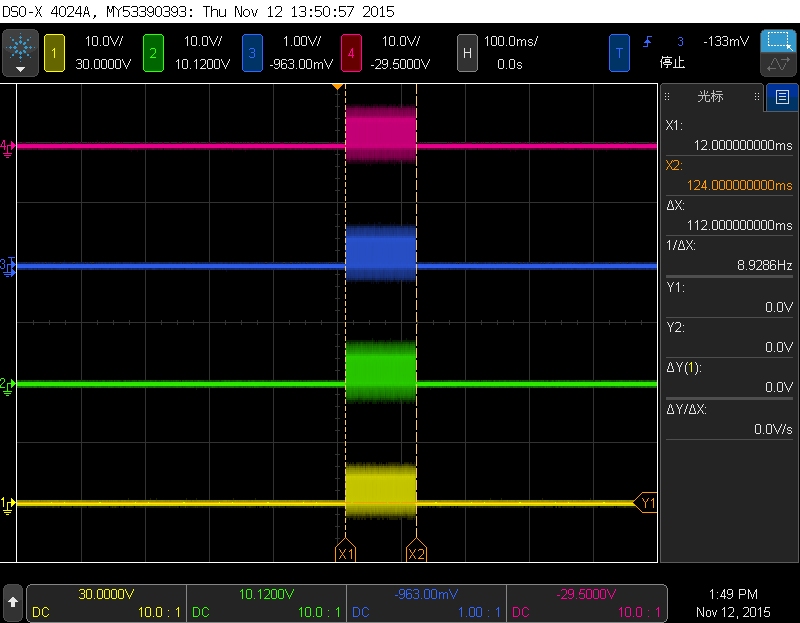 DSO-X 4024A, MY53390393: Thu Nov 12 13:50:57 2015
1 10.0V/ 2 10.0V/ 3 1.00V/ 4 10.0V/ H 100.0ms/ T 3 -133mV
30.0000V 10.1200V -963.00mV -29.5000V 0.0s 停止
光标
X1:
12.000000000ms
X2:
124.000000000ms
ΔX:
112.000000000ms
1/ΔX:
8.9286Hz
Y1:
0.0V
Y2:
0.0V
ΔY(1):
0.0V
ΔY/ΔX:
0.0V/s
4
3
T
2
1
Y1
X1 X2
30.0000V 10.1200V -963.00mV -29.5000V 1:49 PM
DC 10.0 : 1 DC 10.0 : 1 DC 1.00 : 1 DC 10.0 : 1 Nov 12, 2015